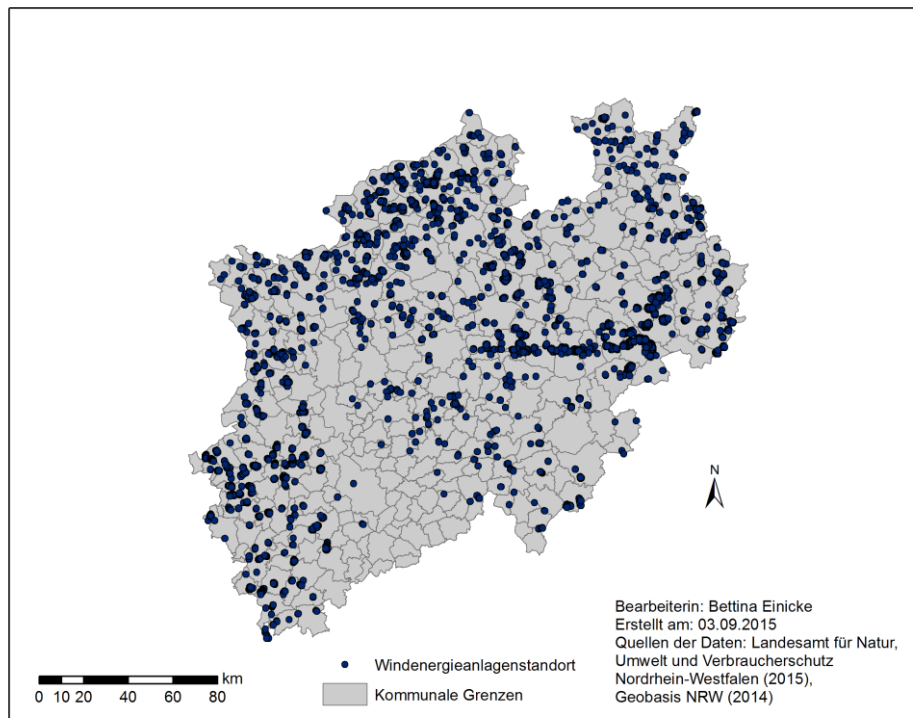 N
km
0 10 20 40 60 80
Windenergieanlagenstandort
Kommunale Grenzen
Bearbeiterin: Bettina Einicke
Erstellt am: 03.09.2015
Quellen der Daten: Landesamt für Natur,
Umwelt und Verbraucherschutz
Nordrhein-Westfalen (2015),
Geobasis NRW (2014)